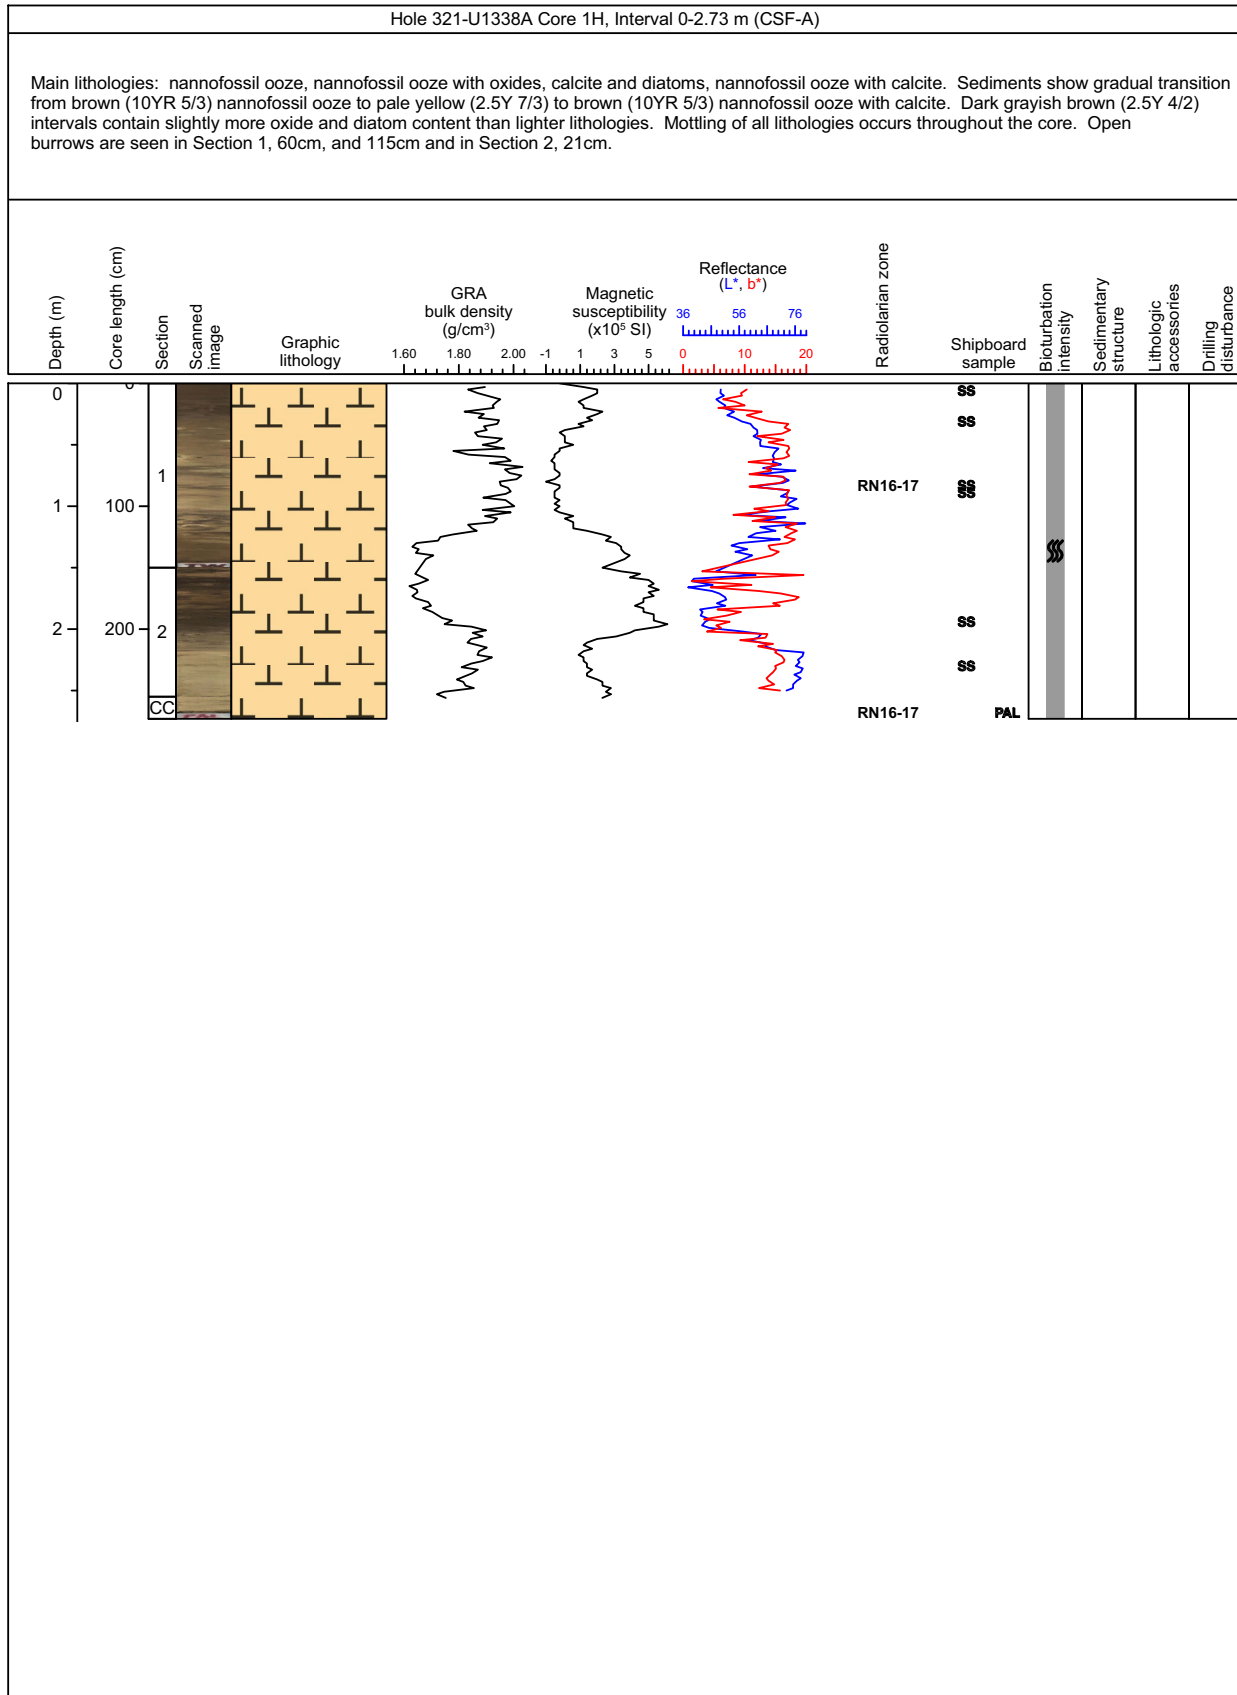 Hole 321-U1338A Core 1H, Interval 0-2.73 m (CSF-A)
Main lithologies: nannofossil ooze, nannofossil ooze with oxides, calcite and diatoms, nannofossil ooze with calcite. Sediments show gradual transition
from brown (10YR 5/3) nannofossil ooze to pale yellow (2.5Y 7/3) to brown (10YR 5/3) nannofossil ooze with calcite. Dark grayish brown (2.5Y 4/2)
intervals contain slightly more oxide and diatom content than lighter lithologies. Mottling of all lithologies occurs throughout the core. Open
burrows are seen in Section 1, 60cm, and 115cm and in Section 2, 21cm.
Depth (m)
Core length (cm)
Section
Scanned
image
Graphic
lithology
GRA
bulk density
(g/cm³)
1.60 1.80 2.00
Magnetic
susceptibility
(x10⁵ SI)
-1 1 3 5
Reflectance
(L*, b*)
36 56 76
0 10 20
Radiolarian zone
Shipboard
sample
Bioturbation
intensity
Sedimentary
structure
Lithologic
accessories
Drilling
disturbance
0 0 SS
SS
1 RN16-17 SS
SS
1 100
2 200 2 SS
SS
CC RN16-17 PAL